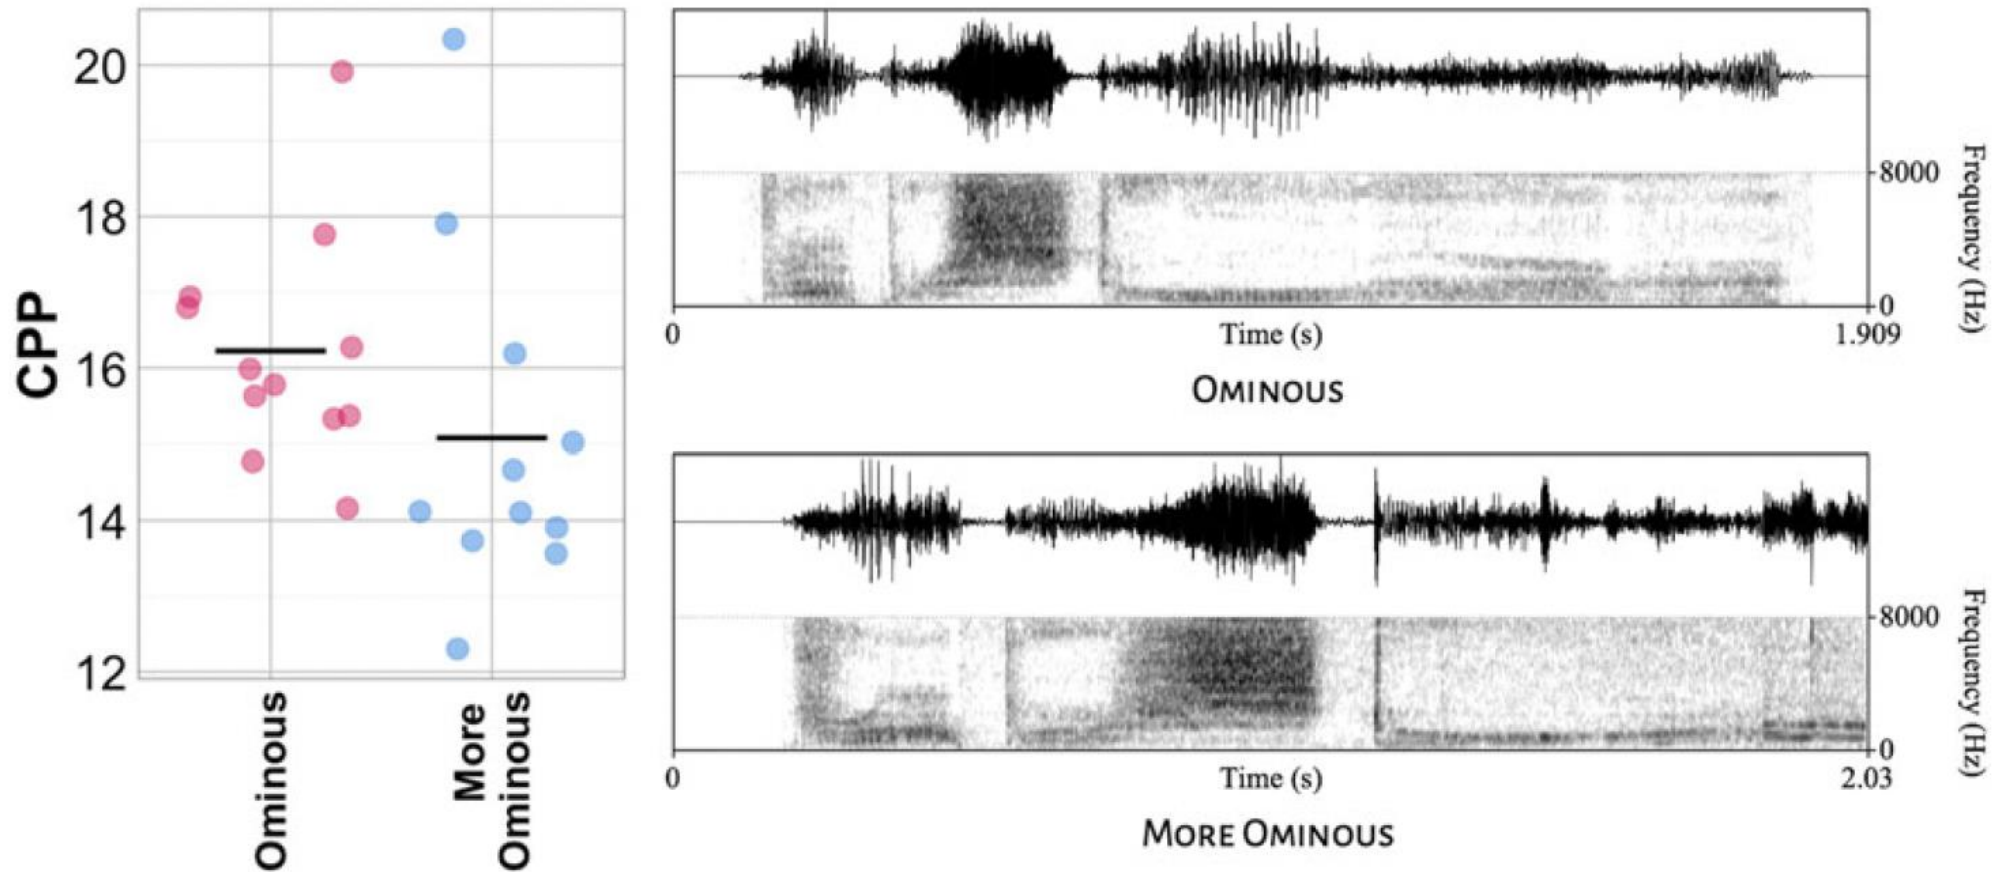 20
18
16
14
12
CPP
Ominous
More
Ominous
8000
0
Frequency (Hz)
0
Time (s)
1.909
OMINOUS
8000
0
Frequency (Hz)
0
Time (s)
2.03
MORE OMINOUS